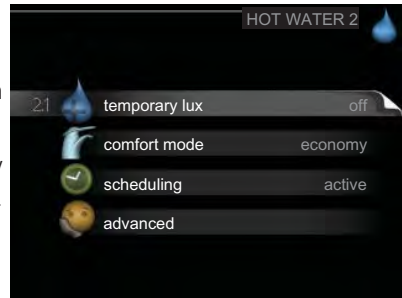 HOT WATER 2
2.1 temporary lux off
comfort mode economy
scheduling active
advanced